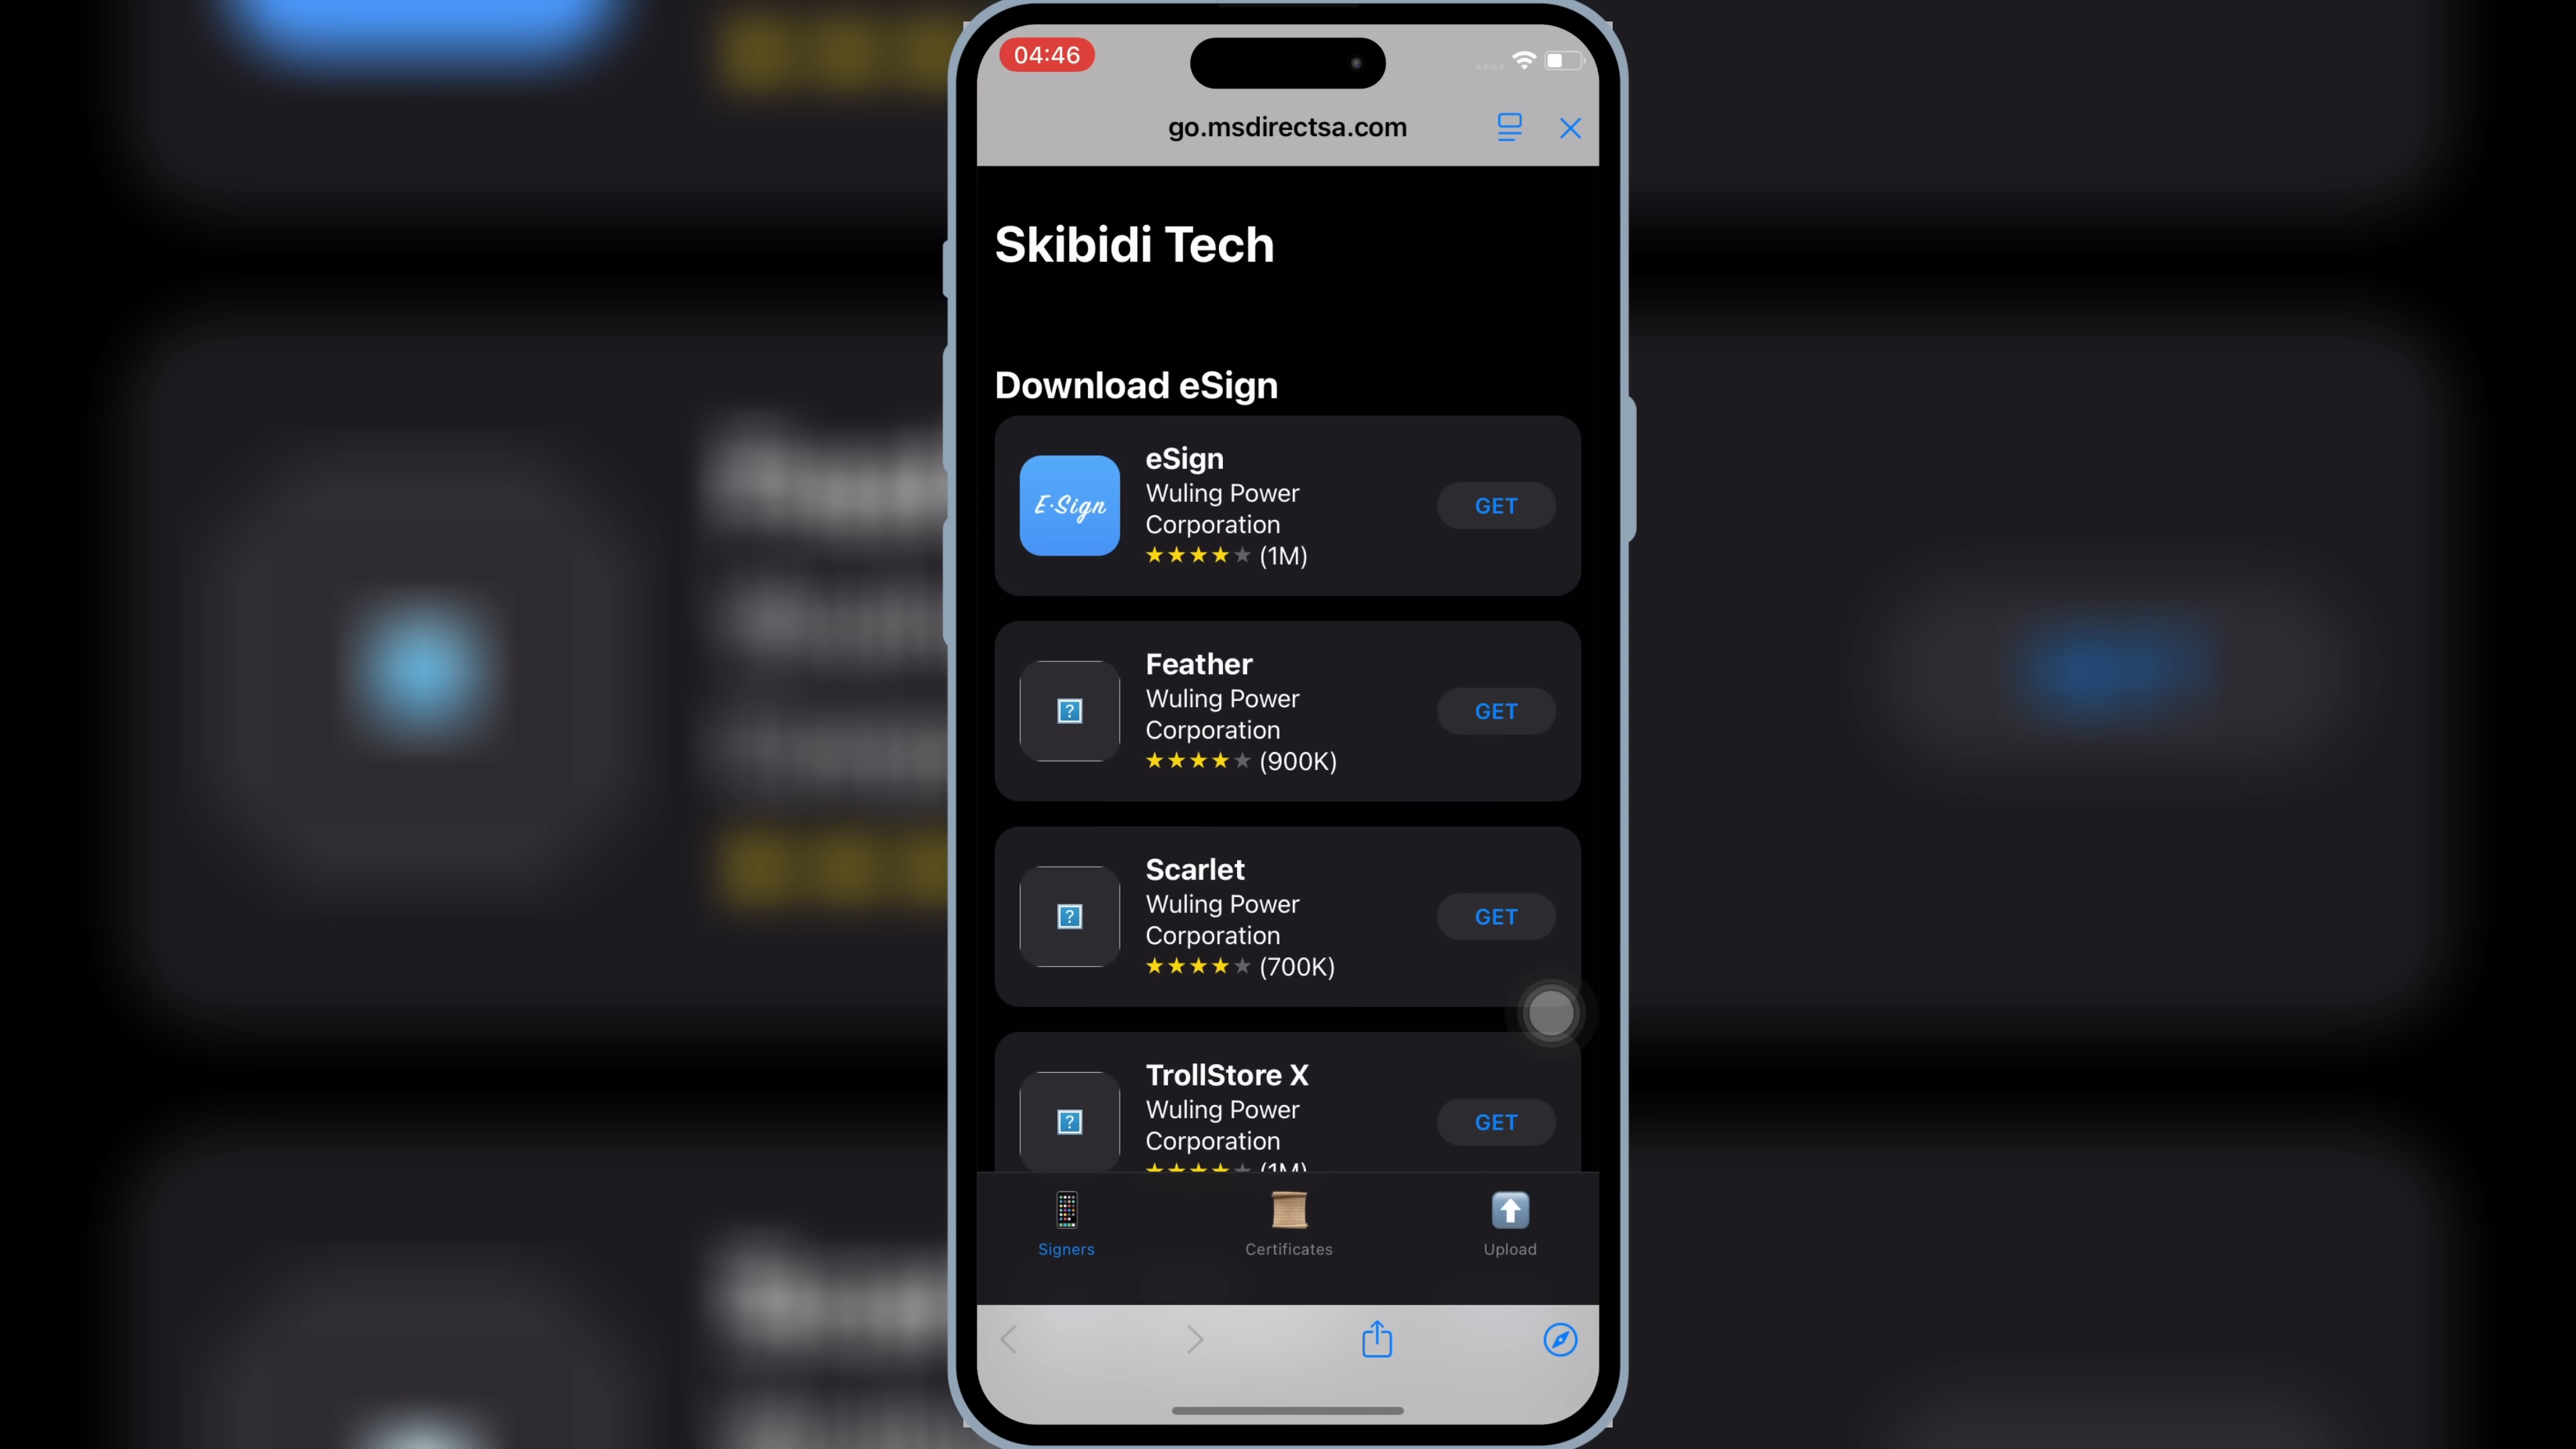 04:46
go.msdirectsa.com
Skibidi Tech
Download eSign
E·Sign
eSign
Wuling Power
Corporation
★★★★★ (1M)
GET
?
Feather
Wuling Power
Corporation
★★★★★ (900K)
GET
?
Scarlet
Wuling Power
Corporation
★★★★★ (700K)
GET
?
TrollStore X
Wuling Power
Corporation
★★★★★ (1M)
GET
Signers
Certificates
Upload